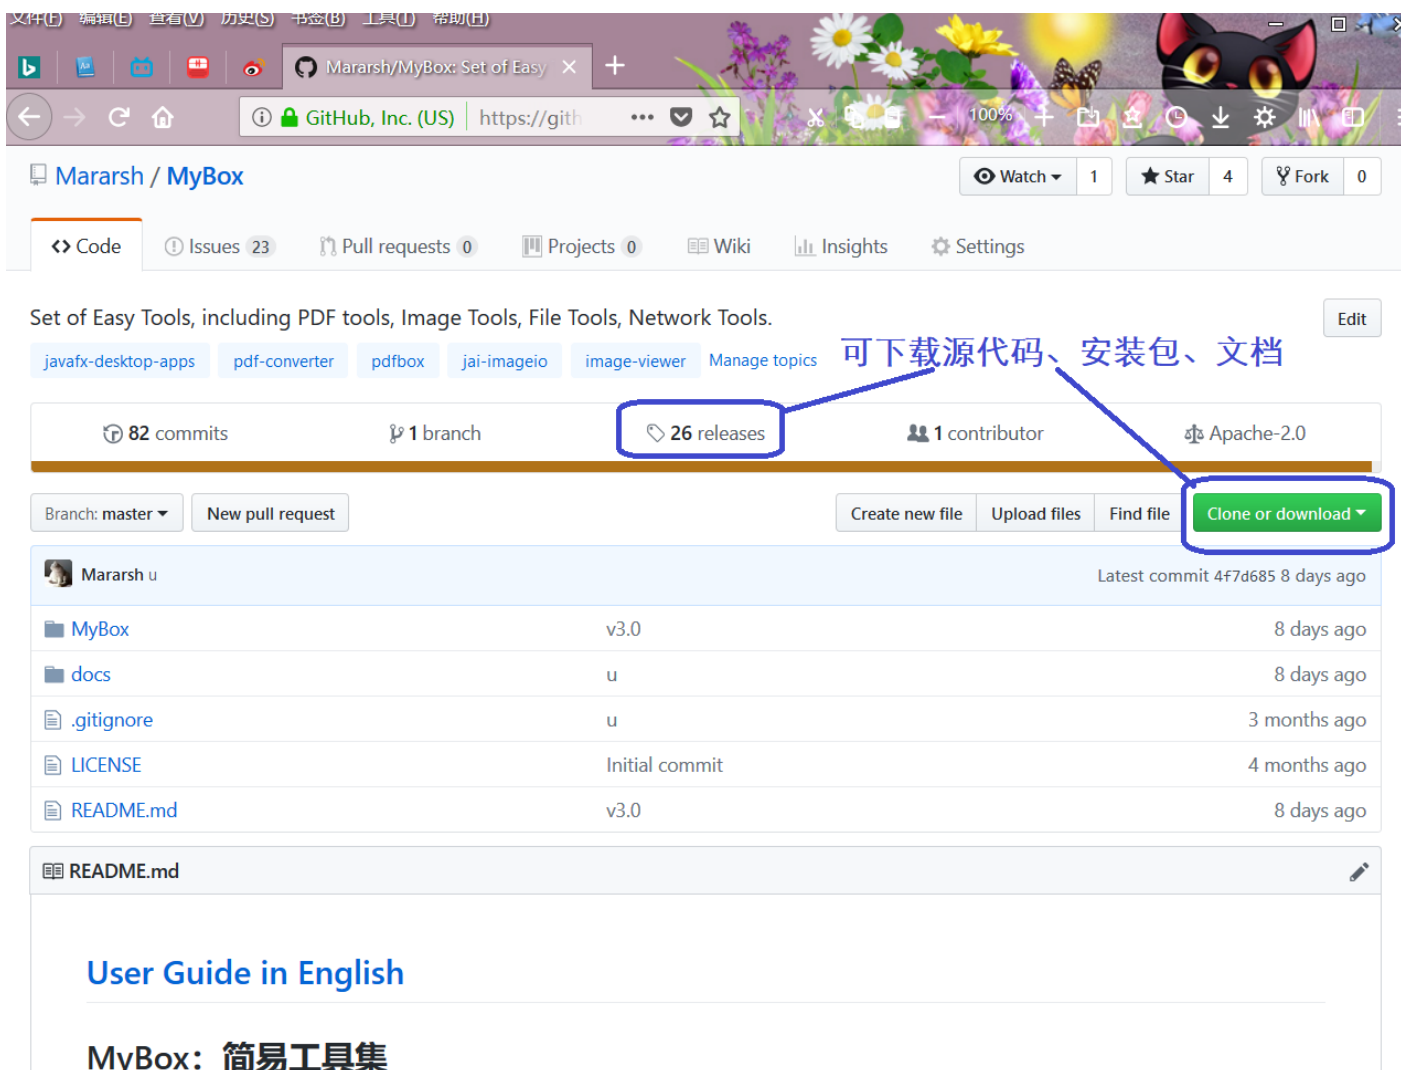 文件(F) 编辑(E) 查看(V) 历史(S) 书签(B) 工具(T) 帮助(H)
Mararsh/MyBox: Set of Easy
GitHub, Inc. (US) https://gith 100%
Mararsh / MyBox Watch 1 Star 4 Fork 0
Code Issues 23 Pull requests 0 Projects 0 Wiki Insights Settings
Set of Easy Tools, including PDF tools, Image Tools, File Tools, Network Tools. Edit
javafx-desktop-apps pdf-converter pdfbox jai-imageio image-viewer Manage topics 可下载源代码、安装包、文档
82 commits 1 branch 26 releases 1 contributor Apache-2.0
Branch: master New pull request Create new file Upload files Find file Clone or download
Mararsh u Latest commit 4f7d685 8 days ago
MyBox v3.0 8 days ago
docs u 8 days ago
.gitignore u 3 months ago
LICENSE Initial commit 4 months ago
README.md v3.0 8 days ago
README.md
User Guide in English
MyBox：简易工具集